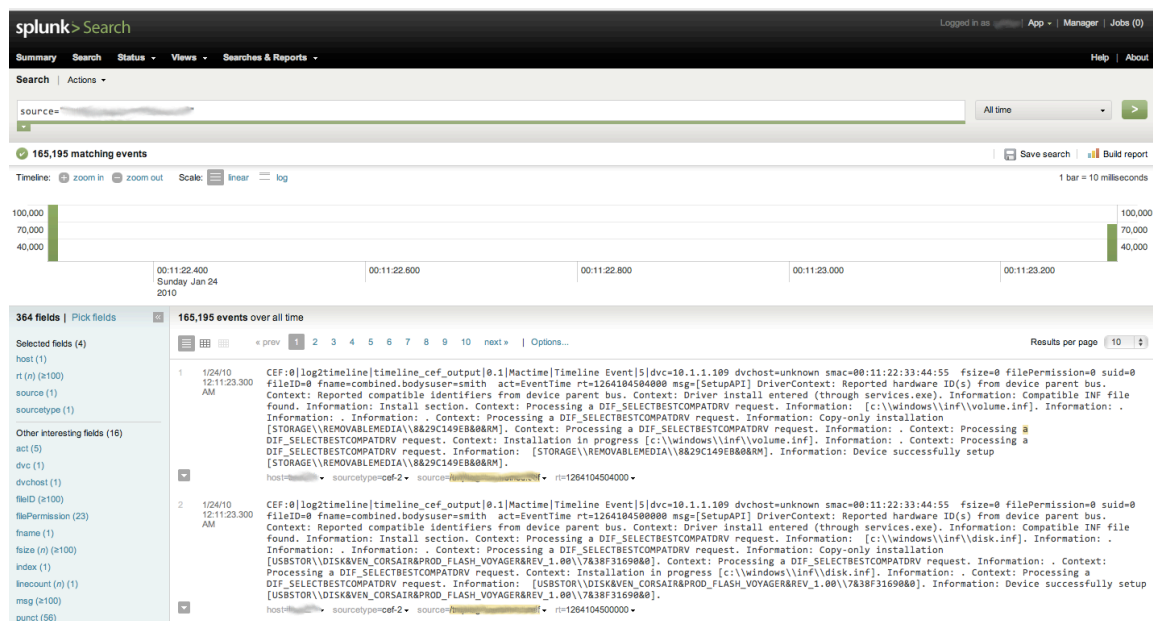 splunk> Search
Logged in as App | Manager | Jobs (0)
Summary Search Status Views Searches & Reports Help | About
Search | Actions
source="
All time >
165,195 matching events Save search Build report
Timeline: zoom in zoom out Scale: linear log 1 bar = 10 milliseconds
100,000 100,000
70,000 70,000
40,000 40,000
00:11:22.400 00:11:22.600 00:11:22.800 00:11:23.000 00:11:23.200
Sunday Jan 24
2010
364 fields | Pick fields «
165,195 events over all time
« prev 1 2 3 4 5 6 7 8 9 10 next » | Options... Results per page 10
Selected fields (4)
host (1)
rt (n) (≥100)
source (1)
sourcetype (1)
Other interesting fields (16)
act (5)
dvc (1)
dvchost (1)
fileID (≥100)
filePermission (23)
fname (1)
fsize (n) (≥100)
index (1)
linecount (n) (1)
msg (≥100)
punct (56)
1 1/24/10 12:11:23.300 AM
CEF:0|log2timeline|timeline_cef_output|0.1|Mactime|Timeline Event|5|dvc=10.1.1.109 dvchost=unknown smac=00:11:22:33:44:55 fsize=0 filePermission=0 suid=0
fileID=0 fname=combined.bodysuser=smith act=EventTime rt=1264104504000 msg=[SetupAPI] DriverContext: Reported hardware ID(s) from device parent bus.
Context: Reported compatible identifiers from device parent bus. Context: Driver install entered (through services.exe). Information: Compatible INF file
found. Information: Install section. Context: Processing a DIF_SELECTBESTCOMPATDRV request. Information: [c:\\windows\\inf\\volume.inf]. Information: .
Information: . Information: . Context: Processing a DIF_SELECTBESTCOMPATDRV request. Information: Copy-only installation
[STORAGE\\REMOVABLEMEDIA\\8&29C149EB&0&RM]. Context: Processing a DIF_SELECTBESTCOMPATDRV request. Information: . Context: Processing a
DIF_SELECTBESTCOMPATDRV request. Context: Installation in progress [c:\\windows\\inf\\volume.inf]. Information: . Context: Processing a
DIF_SELECTBESTCOMPATDRV request. Information: [STORAGE\\REMOVABLEMEDIA\\8&29C149EB&0&RM]. Information: Device successfully setup
[STORAGE\\REMOVABLEMEDIA\\8&29C149EB&0&RM].
host= sourcetype=cef-2 source= rt=1264104504000
2 1/24/10 12:11:23.300 AM
CEF:0|log2timeline|timeline_cef_output|0.1|Mactime|Timeline Event|5|dvc=10.1.1.109 dvchost=unknown smac=00:11:22:33:44:55 fsize=0 filePermission=0 suid=0
fileID=0 fname=combined.bodysuser=smith act=EventTime rt=1264104500000 msg=[SetupAPI] DriverContext: Reported hardware ID(s) from device parent bus.
Context: Reported compatible identifiers from device parent bus. Context: Driver install entered (through services.exe). Information: Compatible INF file
found. Information: Install section. Context: Processing a DIF_SELECTBESTCOMPATDRV request. Information: [c:\\windows\\inf\\disk.inf]. Information: .
Information: . Information: . Context: Processing a DIF_SELECTBESTCOMPATDRV request. Information: Copy-only installation
[USBSTOR\\DISK&VEN_CORSAIR&PROD_FLASH_VOYAGER&REV_1.00\\7&38F31690&0]. Context: Processing a DIF_SELECTBESTCOMPATDRV request. Information: . Context:
Processing a DIF_SELECTBESTCOMPATDRV request. Context: Installation in progress [c:\\windows\\inf\\disk.inf]. Information: . Context: Processing a
DIF_SELECTBESTCOMPATDRV request. Information: [USBSTOR\\DISK&VEN_CORSAIR&PROD_FLASH_VOYAGER&REV_1.00\\7&38F31690&0]. Information: Device successfully setup
[USBSTOR\\DISK&VEN_CORSAIR&PROD_FLASH_VOYAGER&REV_1.00\\7&38F31690&0].
host= sourcetype=cef-2 source= rt=1264104500000